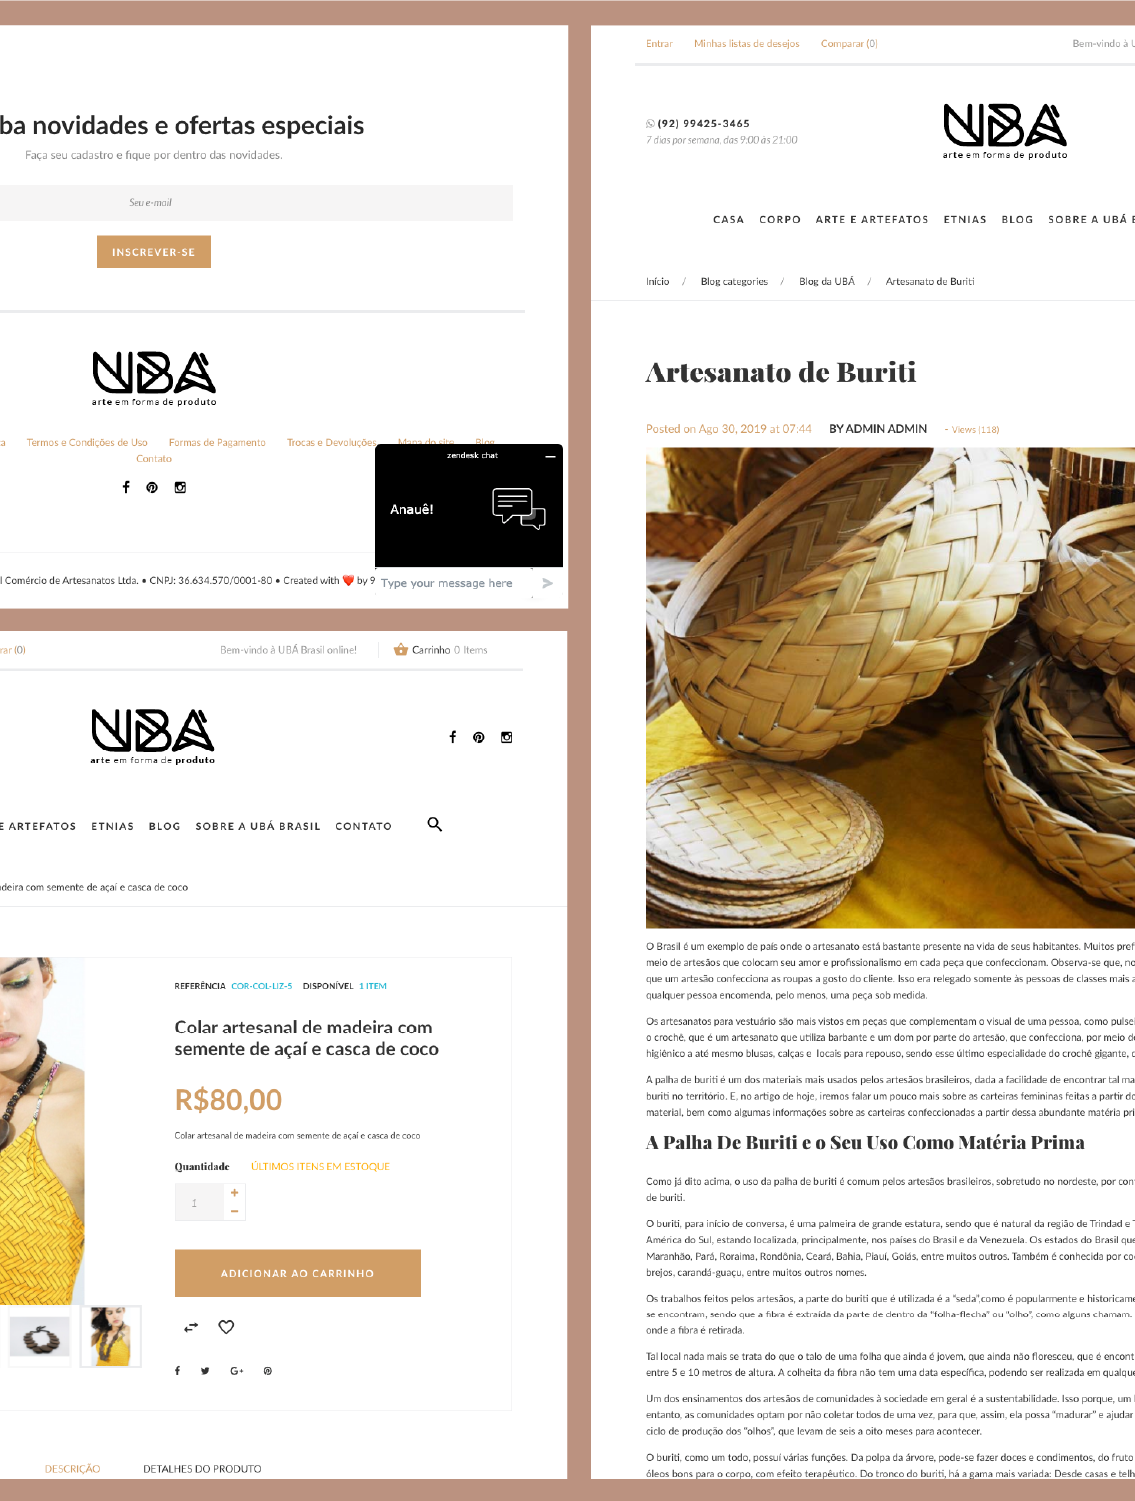 ba novidades e ofertas especiais
Faça seu cadastro e fique por dentro das novidades.
Seu e-mail
INSCREVER-SE
UBÁ
arte em forma de produto
a Termos e Condições de Uso Formas de Pagamento Trocas e Devoluções Mapa do site Blog
Contato
zendesk chat
Anauê!
Type your message here
l Comércio de Artesanatos Ltda. • CNPJ: 36.634.570/0001-80 • Created with ❤️ by 9
rar (0)
Bem-vindo à UBÁ Brasil online!
Carrinho 0 Items
UBÁ
arte em forma de produto
E ARTEFATOS ETNIAS BLOG SOBRE A UBÁ BRASIL CONTATO
deira com semente de açaí e casca de coco
REFERÊNCIA COR-COL-LIZ-5 DISPONÍVEL 1 ITEM
Colar artesanal de madeira com
semente de açaí e casca de coco
R$80,00
Colar artesanal de madeira com semente de açaí e casca de coco
Quantidade ÚLTIMOS ITENS EM ESTOQUE
1 + −
ADICIONAR AO CARRINHO
DESCRIÇÃO DETALHES DO PRODUTO
Entrar Minhas listas de desejos Comparar (0)
Bem-vindo à U
(92) 99425-3465
7 dias por semana, das 9:00 às 21:00
UBÁ
arte em forma de produto
CASA CORPO ARTE E ARTEFATOS ETNIAS BLOG SOBRE A UBÁ B
Início / Blog categories / Blog da UBÁ / Artesanato de Buriti
Artesanato de Buriti
Posted on Ago 30, 2019 at 07:44 BY ADMIN ADMIN - Views (118)
O Brasil é um exemplo de país onde o artesanato está bastante presente na vida de seus habitantes. Muitos pref
meio de artesãos que colocam seu amor e profissionalismo em cada peça que confeccionam. Observa-se que, no
que um artesão confecciona as roupas a gosto do cliente. Isso era relegado somente às pessoas de classes mais a
qualquer pessoa encomenda, pelo menos, uma peça sob medida.
Os artesanatos para vestuário são mais vistos em peças que complementam o visual de uma pessoa, como pulsei
o crochê, que é um artesanato que utiliza barbante e um dom por parte do artesão, que confecciona, por meio de
higiênico a até mesmo blusas, calças e locais para repouso, sendo esse último especialidade do crochê gigante, q
A palha de buriti é um dos materiais mais usados pelos artesãos brasileiros, dada a facilidade de encontrar tal ma
buriti no território. E, no artigo de hoje, iremos falar um pouco mais sobre as carteiras femininas feitas a partir do
material, bem como algumas informações sobre as carteiras confeccionadas a partir dessa abundante matéria pri
A Palha De Buriti e o Seu Uso Como Matéria Prima
Como já dito acima, o uso da palha de buriti é comum pelos artesãos brasileiros, sobretudo no nordeste, por con
de buriti.
O buriti, para início de conversa, é uma palmeira de grande estatura, sendo que é natural da região de Trindad e T
América do Sul, estando localizada, principalmente, nos países do Brasil e da Venezuela. Os estados do Brasil que
Maranhão, Pará, Roraima, Rondônia, Ceará, Bahia, Piauí, Goiás, entre muitos outros. Também é conhecida por co
brejos, carandá-guaçu, entre muitos outros nomes.
Os trabalhos feitos pelos artesãos, a parte do buriti que é utilizada é a “seda”,como é popularmente e historicame
se encontram, sendo que a fibra é extraída da parte de dentro da “folha-flecha” ou “olho”, como alguns chamam.
onde a fibra é retirada.
Tal local nada mais se trata do que o talo de uma folha que ainda é jovem, que ainda não floresceu, que é encont
entre 5 e 10 metros de altura. A colheita da fibra não tem uma data específica, podendo ser realizada em qualque
Um dos ensinamentos dos artesãos de comunidades à sociedade em geral é a sustentabilidade. Isso porque, um l
entanto, as comunidades optam por não coletar todos de uma vez, para que, assim, ela possa “madurar” e ajudar
ciclo de produção dos “olhos”, que levam de seis a oito meses para acontecer.
O buriti, como um todo, possuí várias funções. Da polpa da árvore, pode-se fazer doces e condimentos, do fruto
óleos bons para o corpo, com efeito terapêutico. Do tronco do buriti, há a gama mais variada: Desde casas e telh